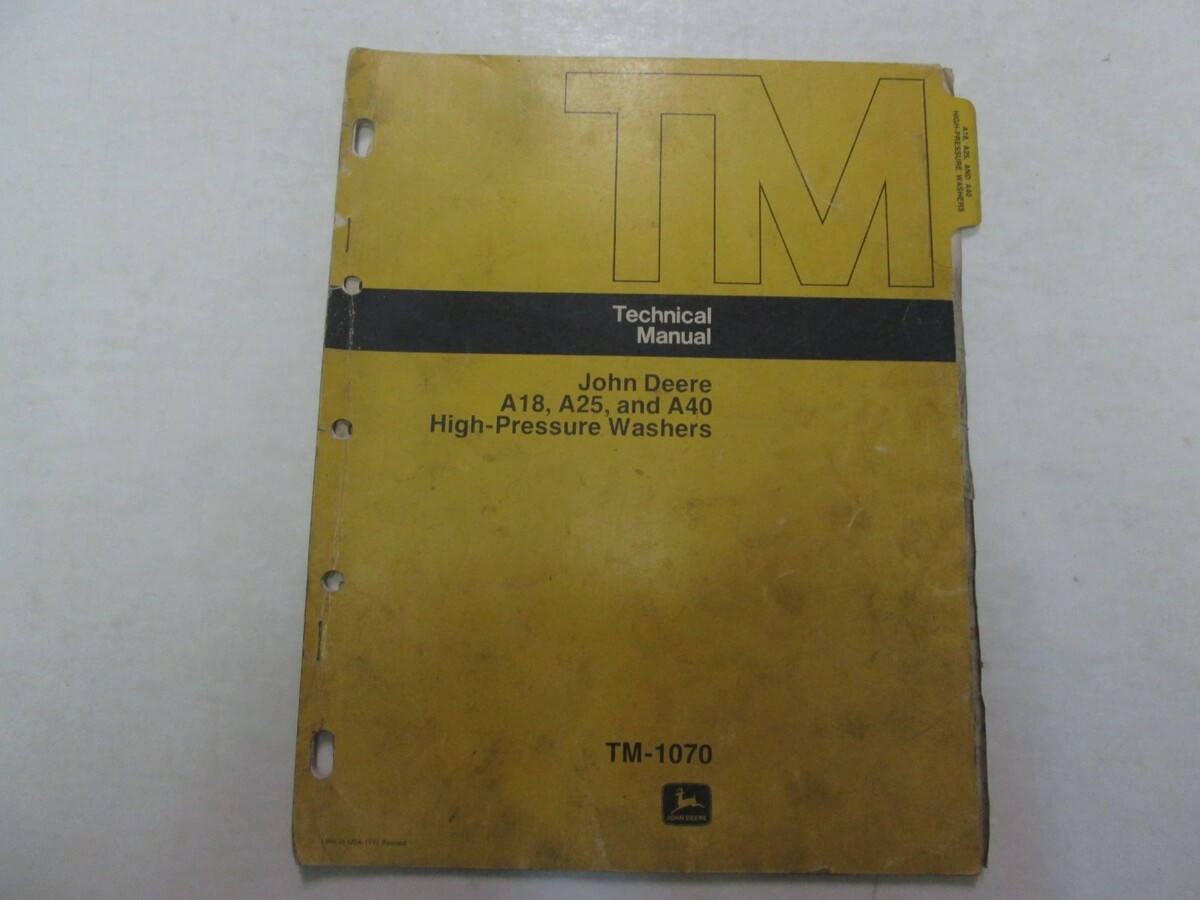 TM
A18, A25, AND A40
HIGH-PRESSURE WASHERS
Technical
Manual
John Deere
A18, A25, and A40
High-Pressure Washers
TM-1070
JOHN DEERE